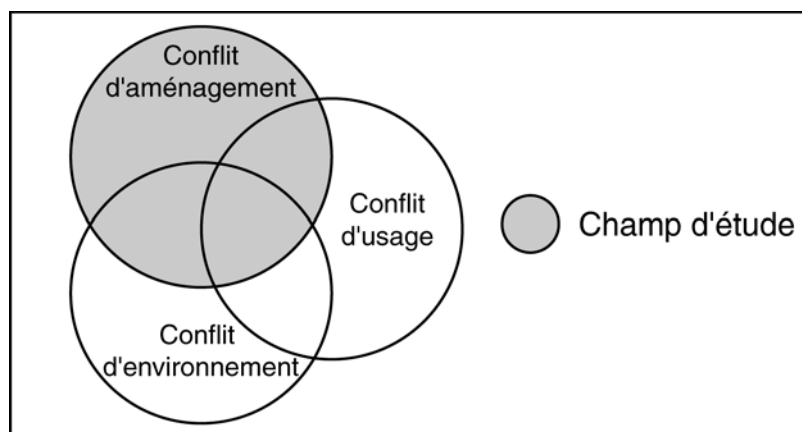 Conflit
d'aménagement
Conflit
d'usage
Champ d'étude
Conflit
d'environnement